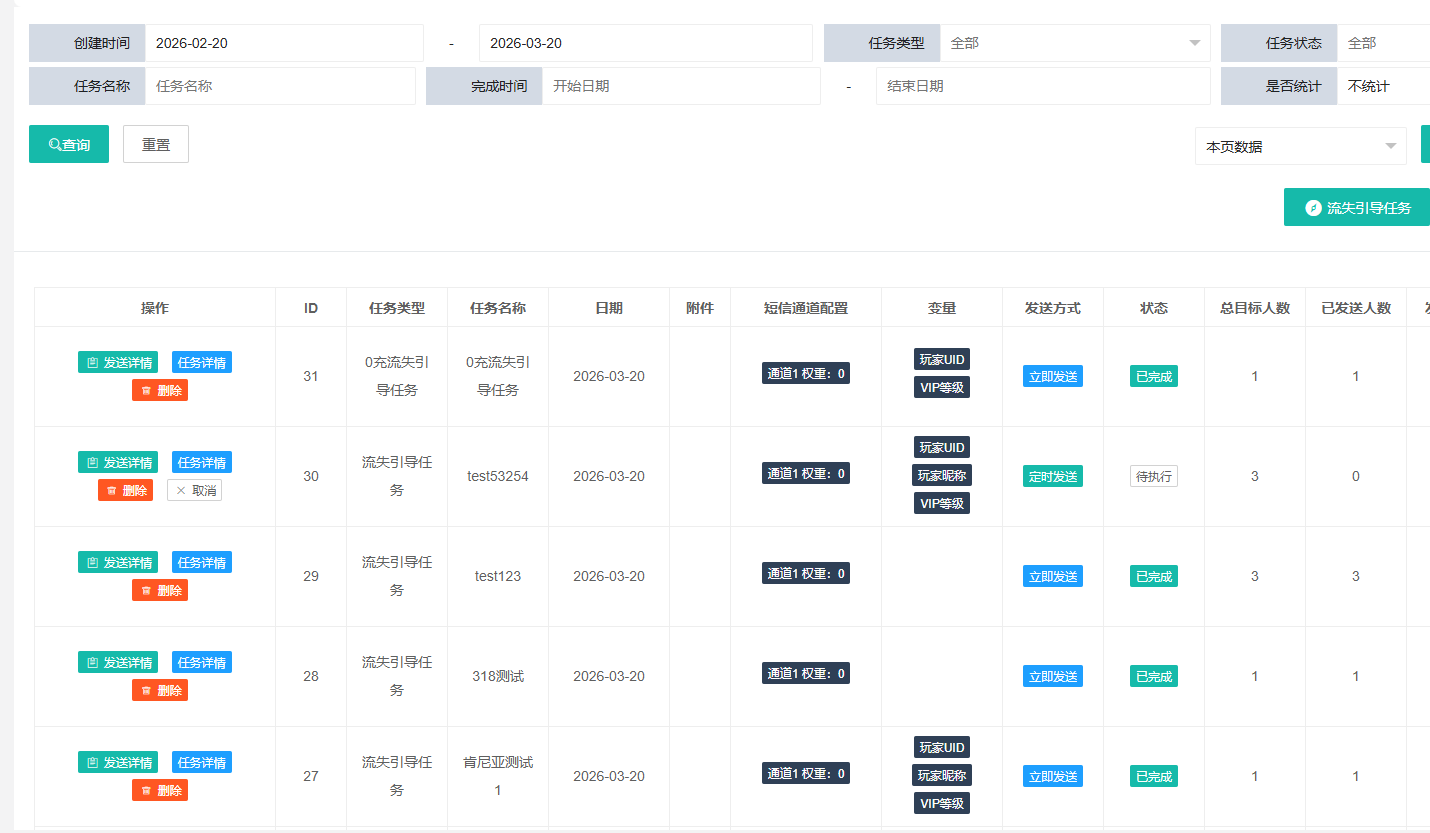 创建时间 2026-02-20 - 2026-03-20 任务类型 全部 任务状态 全部
任务名称 任务名称 完成时间 开始日期 - 结束日期 是否统计 不统计
查询 重置 本页数据
流失引导任务
操作 ID 任务类型 任务名称 日期 附件 短信通道配置 变量 发送方式 状态 总目标人数 已发送人数
发送详情 任务详情
删除
31
0充流失引
导任务
0充流失引
导任务
2026-03-20
通道1 权重：0
玩家UID
VIP等级
立即发送
已完成
1
1
发送详情 任务详情
删除 取消
30
流失引导任
务
test53254
2026-03-20
通道1 权重：0
玩家UID
玩家昵称
VIP等级
定时发送
待执行
3
0
发送详情 任务详情
删除
29
流失引导任
务
test123
2026-03-20
通道1 权重：0
立即发送
已完成
3
3
发送详情 任务详情
删除
28
流失引导任
务
318测试
2026-03-20
通道1 权重：0
立即发送
已完成
1
1
发送详情 任务详情
删除
27
流失引导任
务
肯尼亚测试
1
2026-03-20
通道1 权重：0
玩家UID
玩家昵称
VIP等级
立即发送
已完成
1
1